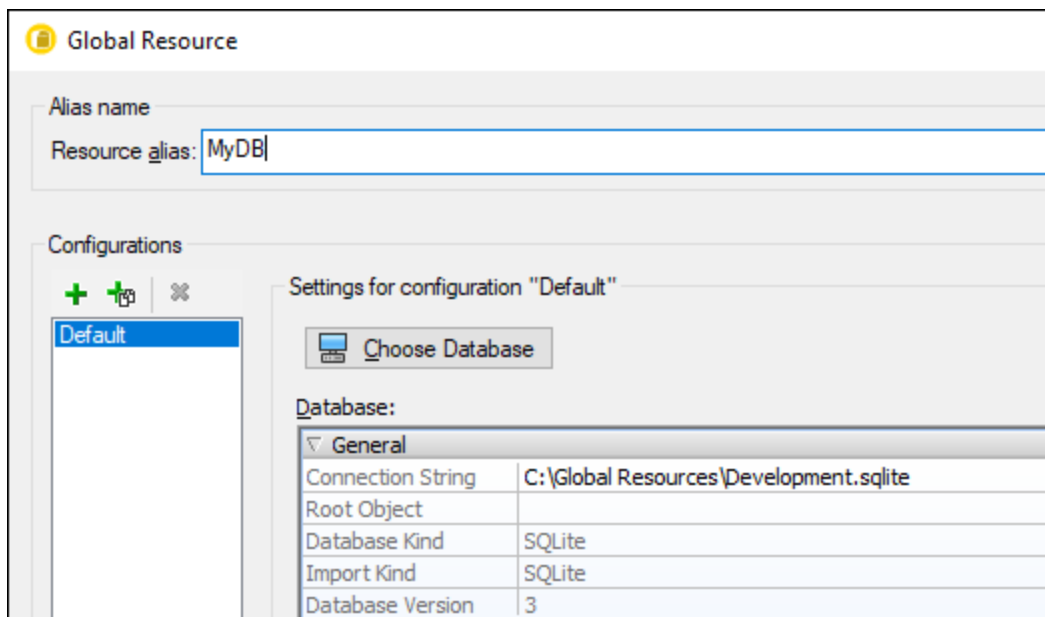 Global Resource
Alias name
Resource alias: MyDB
Configurations
Settings for configuration "Default"
Default
Choose Database
Database:
General
Connection String C:\Global Resources\Development.sqlite
Root Object
Database Kind SQLite
Import Kind SQLite
Database Version 3